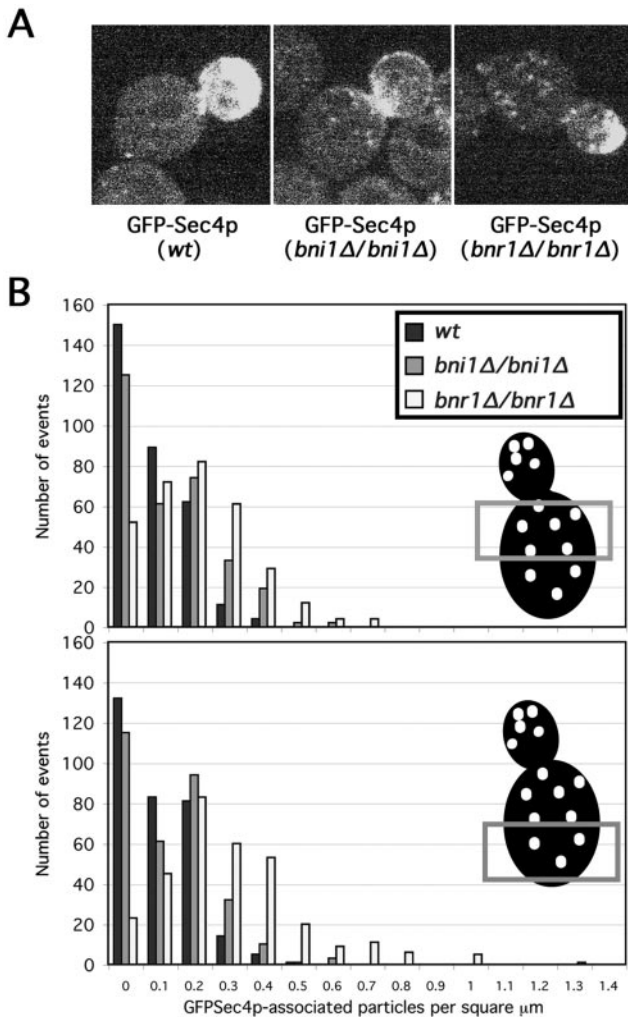 A
GFP-Sec4p GFP-Sec4p GFP-Sec4p
(wt) (bni1Δ/bni1Δ) (bnr1Δ/bnr1Δ)
B
160
140
120
100
80
60
40
20
0
Number of events
wt
bni1Δ/bni1Δ
bnr1Δ/bnr1Δ
160
140
120
100
80
60
40
20
0
Number of events
0 0.1 0.2 0.3 0.4 0.5 0.6 0.7 0.8 1 1.1 1.2 1.3 1.4
GFPSec4p-associated particles per square μm